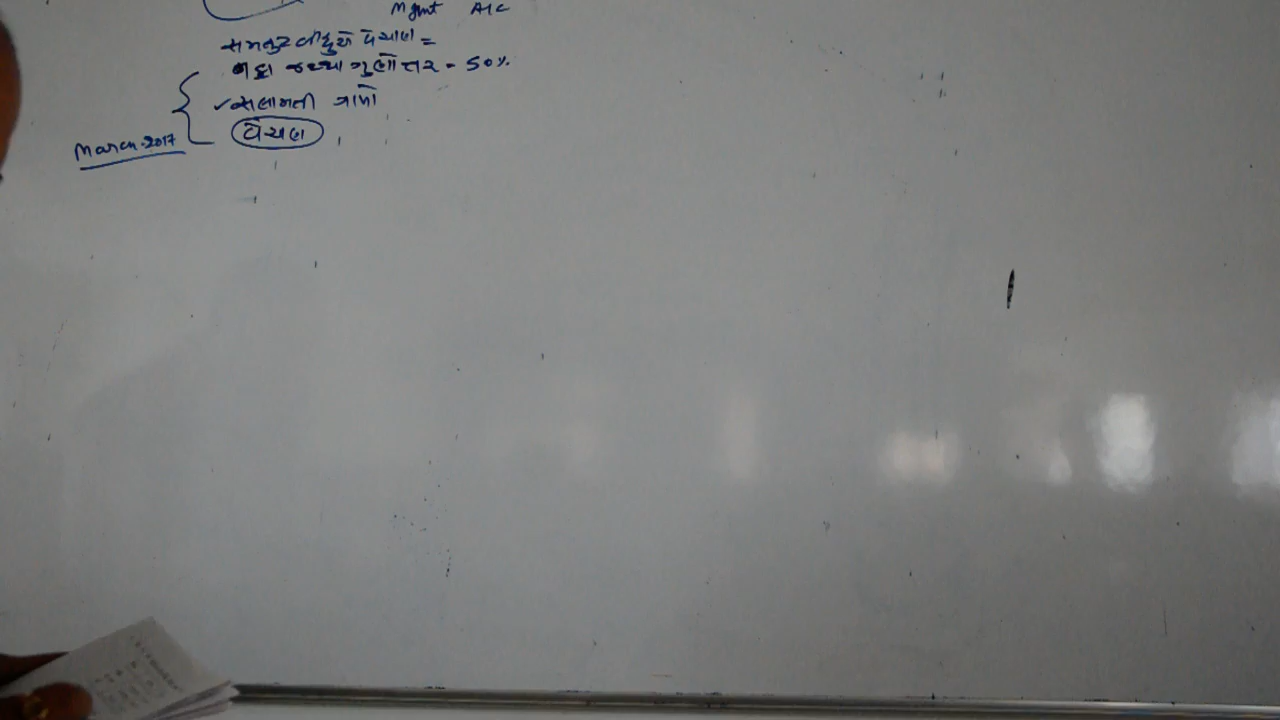 Mgmt A/c
સમતુટ બીંદુએ વેચાણ =
નફા જથ્થા ગુણોત્તર = 50%
✓ સલામતી ગાળો
વેચાણ
March-2017